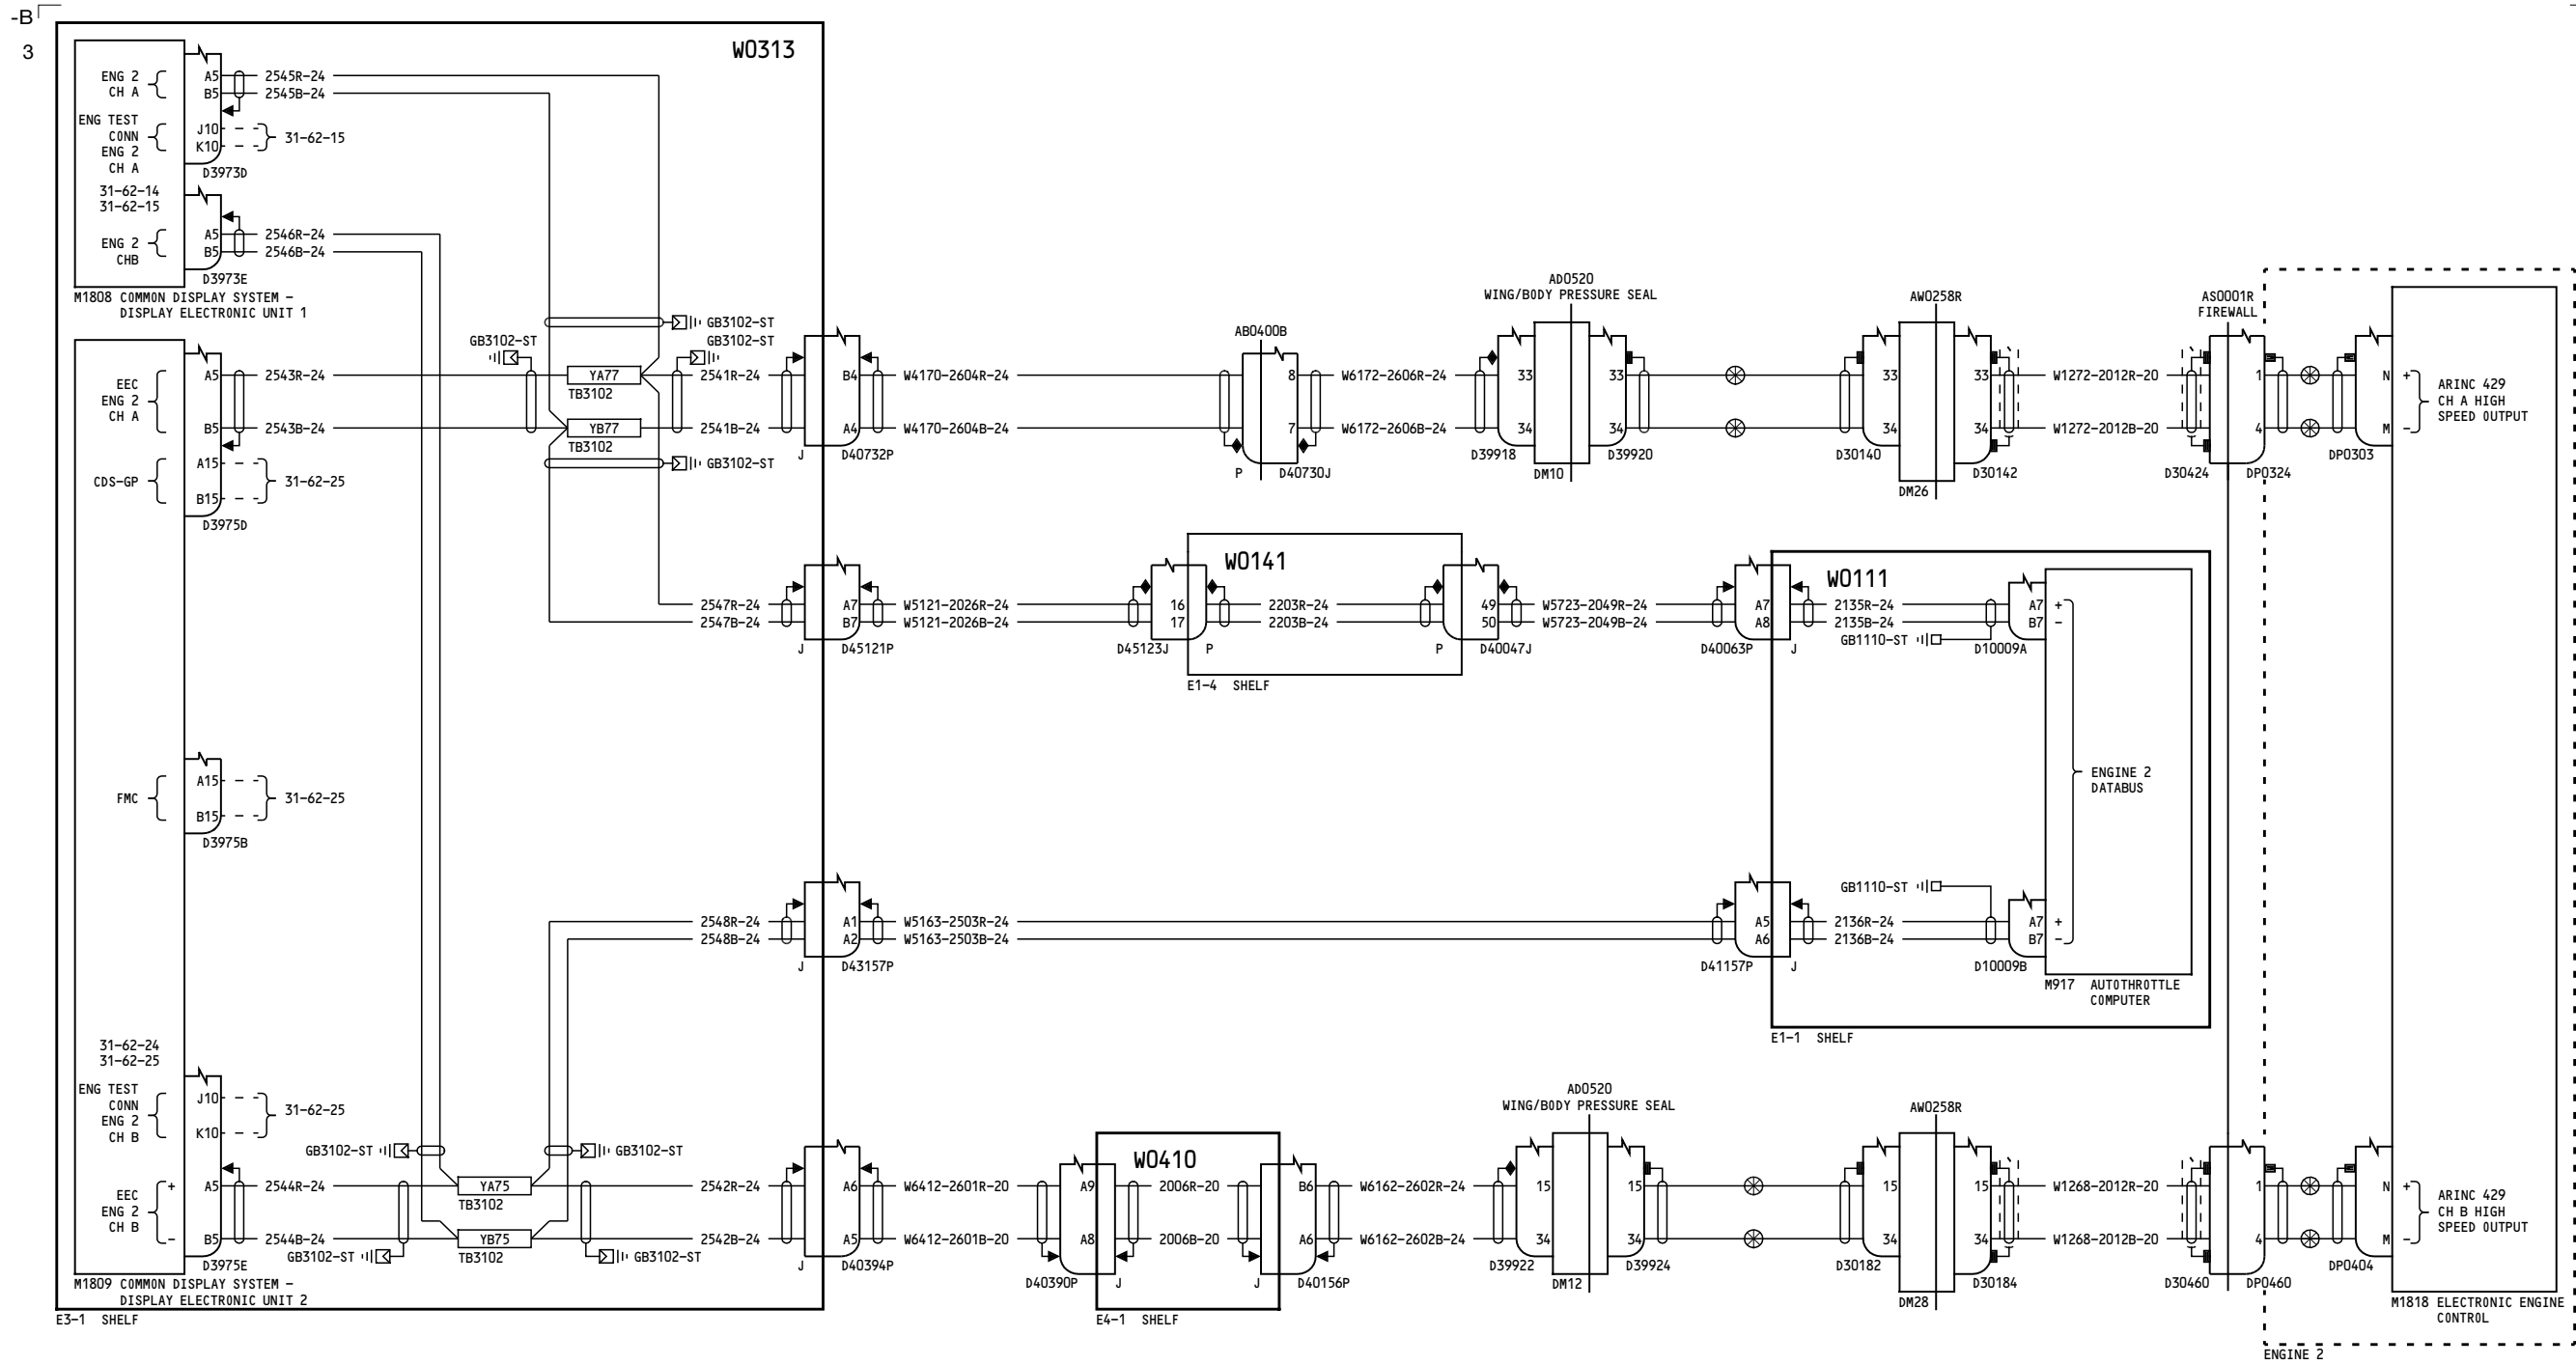 -B
3
W0313
ENG 2
CH A
A5
B5
2545R-24
2545B-24
ENG TEST
CONN
ENG 2
CH A
J10
K10
31-62-15
D3973D
31-62-14
31-62-15
ENG 2
CHB
A5
B5
2546R-24
2546B-24
D3973E
M1808 COMMON DISPLAY SYSTEM -
DISPLAY ELECTRONIC UNIT 1
EEC
ENG 2
CH A
A5
B5
2543R-24
2543B-24
CDS-GP
A15
B15
31-62-25
D3975D
GB3102-ST
GB3102-ST
GB3102-ST
GB3102-ST
YA77
TB3102
YB77
TB3102
2541R-24
2541B-24
B4
A4
J
D40732P
W4170-2604R-24
W4170-2604B-24
AB0400B
8
7
P
D40730J
W6172-2606R-24
W6172-2606B-24
AD0520
WING/BODY PRESSURE SEAL
33
34
33
34
D39918
DM10
D39920
AW0258R
33
34
33
34
D30140
DM26
D30142
W1272-2012R-20
W1272-2012B-20
AS0001R
FIREWALL
1
4
D30424
DP0324
DP0303
N
M
+
-
ARINC 429
CH A HIGH
SPEED OUTPUT
2547R-24
2547B-24
A7
B7
J
D45121P
W5121-2026R-24
W5121-2026B-24
W0141
16
17
D45123J
P
2203R-24
2203B-24
49
50
P
D40047J
E1-4 SHELF
W5723-2049R-24
W5723-2049B-24
W0111
A7
A8
D40063P
J
2135R-24
2135B-24
GB1110-ST
A7
B7
+
-
D10009A
ENGINE 2
DATABUS
FMC
A15
B15
31-62-25
D3975B
2548R-24
2548B-24
A1
A2
J
D43157P
W5163-2503R-24
W5163-2503B-24
A5
A6
D41157P
J
GB1110-ST
2136R-24
2136B-24
A7
B7
+
-
D10009B
M917 AUTOTHROTTLE
COMPUTER
E1-1 SHELF
31-62-24
31-62-25
ENG TEST
CONN
ENG 2
CH B
J10
K10
31-62-25
EEC
ENG 2
CH B
+
-
A5
B5
2544R-24
2544B-24
D3975E
GB3102-ST
GB3102-ST
GB3102-ST
GB3102-ST
YA75
TB3102
YB75
TB3102
2542R-24
2542B-24
A6
A5
J
D40394P
W6412-2601R-20
W6412-2601B-20
W0410
A9
A8
D40390P
J
2006R-20
2006B-20
B6
A6
J
D40156P
E4-1 SHELF
W6162-2602R-24
W6162-2602B-24
AD0520
WING/BODY PRESSURE SEAL
15
34
15
34
D39922
DM12
D39924
AW0258R
15
34
15
34
D30182
DM28
D30184
W1268-2012R-20
W1268-2012B-20
1
4
D30460
DP0460
DP0404
N
M
+
-
ARINC 429
CH B HIGH
SPEED OUTPUT
M1809 COMMON DISPLAY SYSTEM -
DISPLAY ELECTRONIC UNIT 2
E3-1 SHELF
M1818 ELECTRONIC ENGINE
CONTROL
ENGINE 2